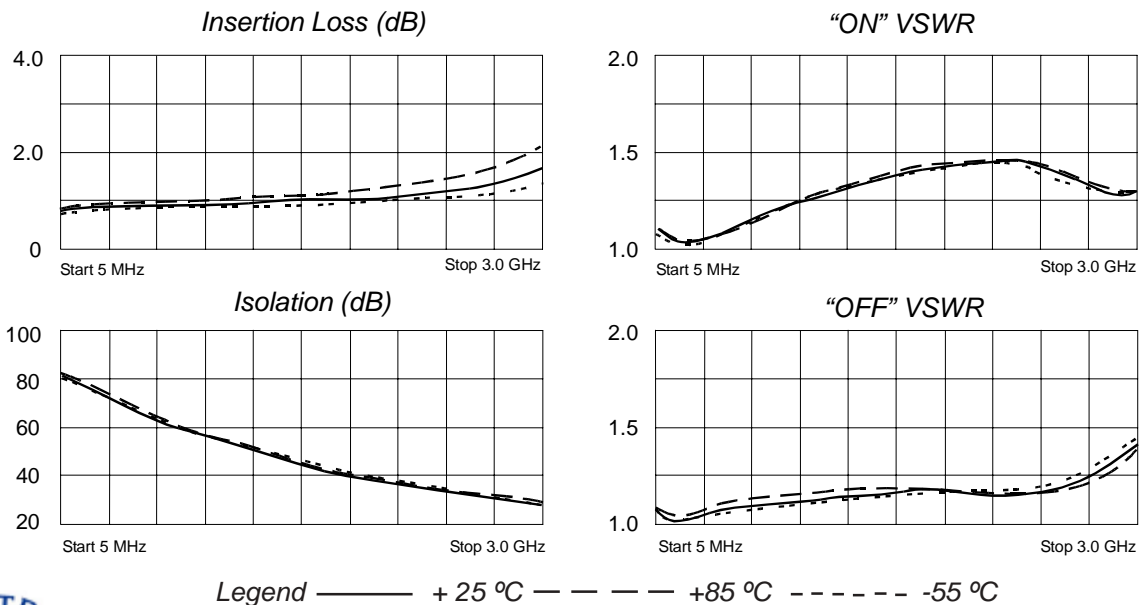 Insertion Loss (dB)
4.0
2.0
0
Start 5 MHz
Stop 3.0 GHz
“ON” VSWR
2.0
1.5
1.0
Start 5 MHz
Stop 3.0 GHz
Isolation (dB)
100
80
60
40
20
Start 5 MHz
Stop 3.0 GHz
“OFF” VSWR
2.0
1.5
1.0
Start 5 MHz
Stop 3.0 GHz
Legend + 25 ºC +85 ºC -55 ºC